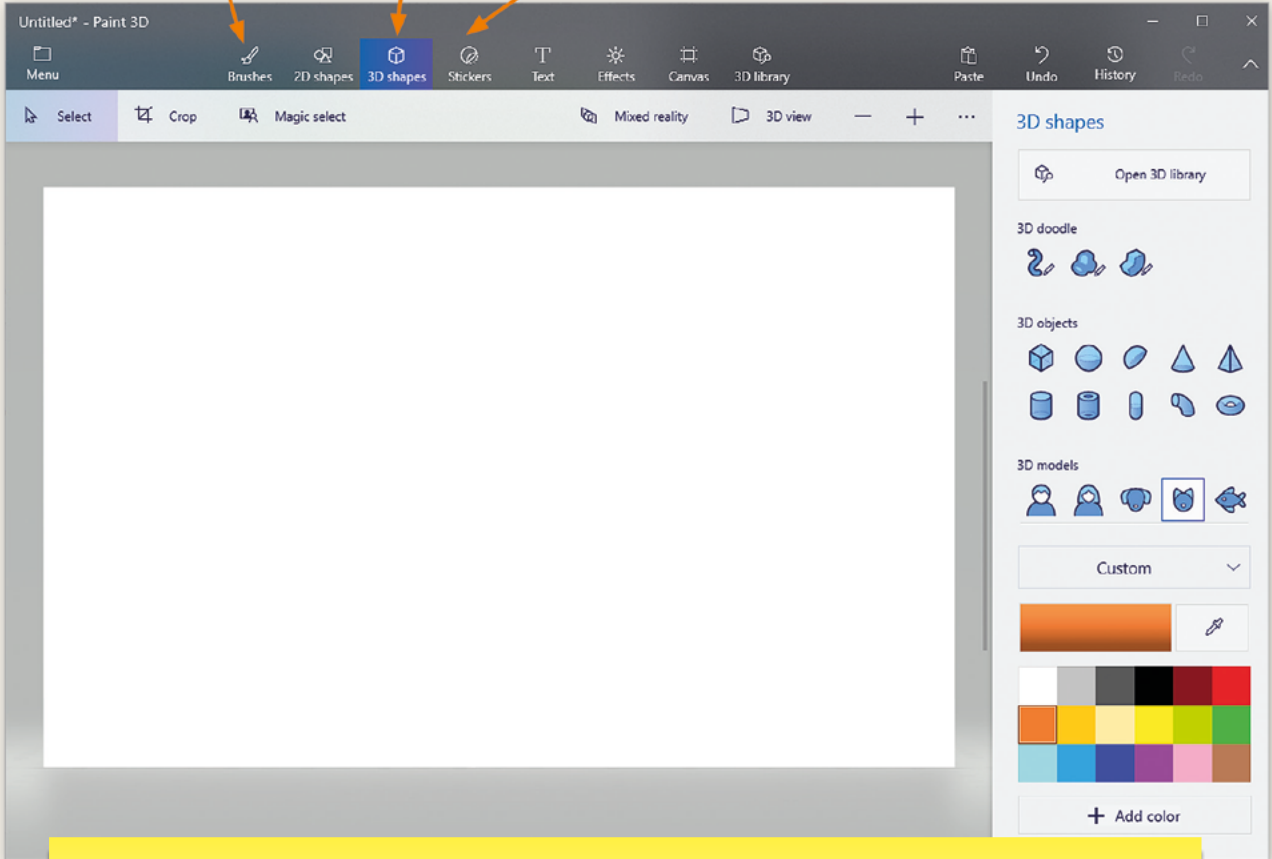 Untitled* - Paint 3D
Menu Brushes 2D shapes 3D shapes Stickers Text Effects Canvas 3D library Paste Undo History Redo
Select Crop Magic select Mixed reality 3D view
3D shapes
Open 3D library
3D doodle
3D objects
3D models
Custom
Add color